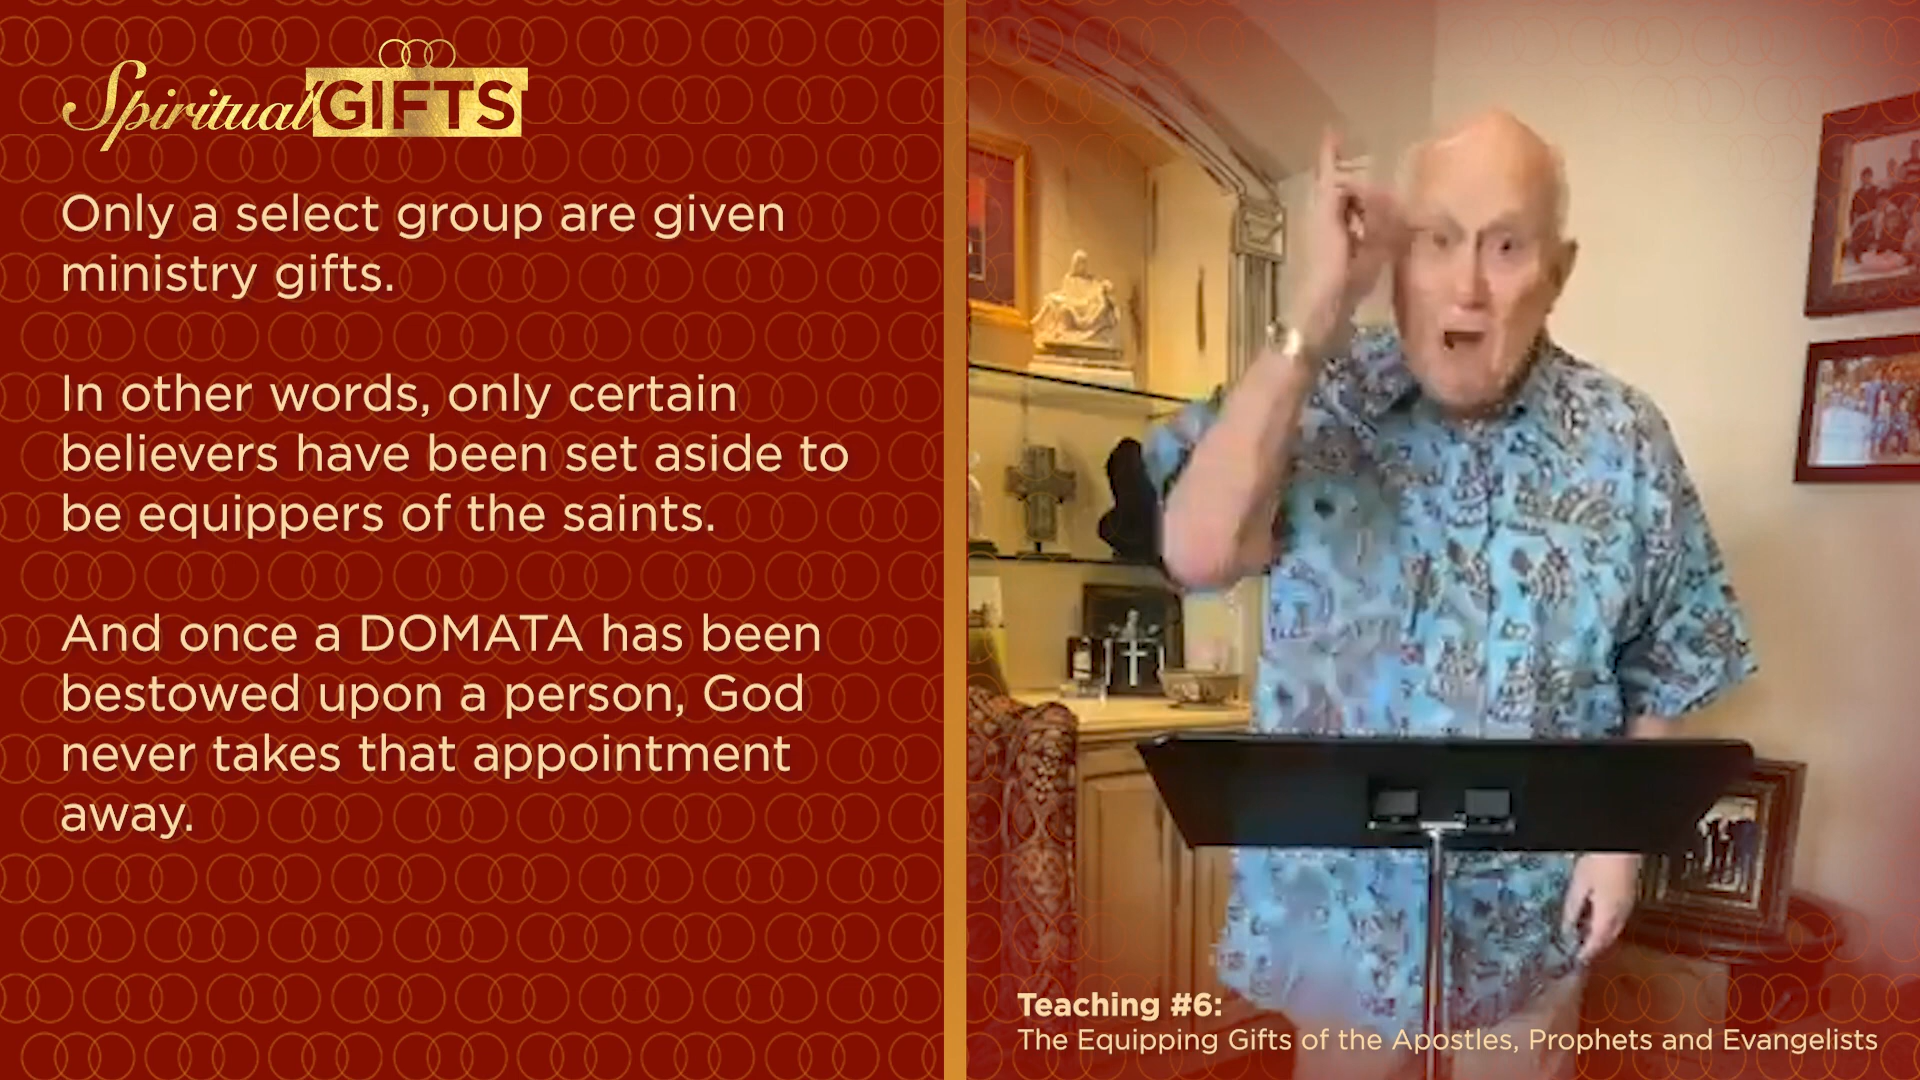 Spiritual GIFTS
Only a select group are given
ministry gifts.
In other words, only certain
believers have been set aside to
be equippers of the saints.
And once a DOMATA has been
bestowed upon a person, God
never takes that appointment
away.
Teaching #6:
The Equipping Gifts of the Apostles, Prophets and Evangelists